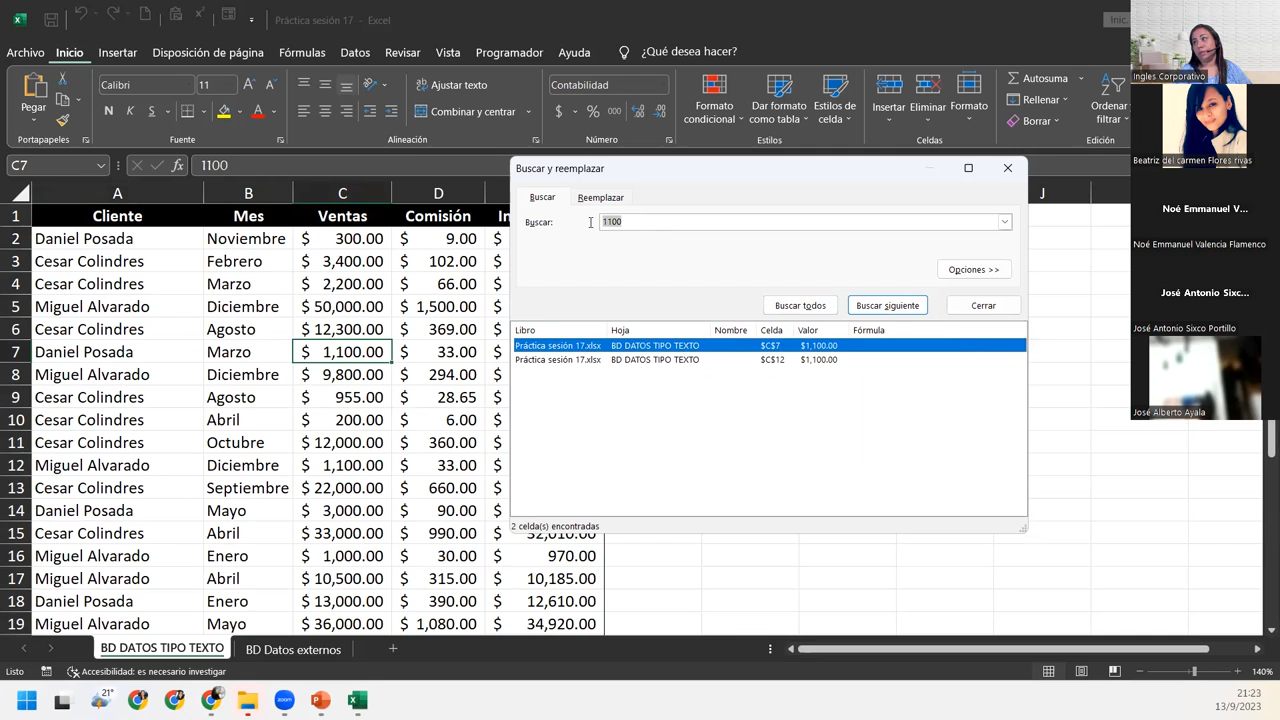 Práctica sesión 17 - Excel
Inic
Archivo Inicio Insertar Disposición de página Fórmulas Datos Revisar Vista Programador Ayuda ¿Qué desea hacer?
Pegar
Calibri 11
Ajustar texto
Combinar y centrar
Contabilidad
Formato condicional
Dar formato como tabla
Estilos de celda
Insertar
Eliminar
Formato
Autosuma
Rellenar
Borrar
Ordenar y filtrar
N K S
Portapapeles Fuente Alineación Número Estilos Celdas
C7 fx 1100
A B C D E J
1 Cliente Mes Ventas Comisión In
2 Daniel Posada Noviembre $ 300.00 $ 9.00 $
3 Cesar Colindres Febrero $ 3,400.00 $ 102.00 $
4 Cesar Colindres Marzo $ 2,200.00 $ 66.00 $
5 Miguel Alvarado Diciembre $ 50,000.00 $ 1,500.00 $
6 Cesar Colindres Agosto $ 12,300.00 $ 369.00 $
7 Daniel Posada Marzo $ 1,100.00 $ 33.00 $
8 Miguel Alvarado Diciembre $ 9,800.00 $ 294.00 $
9 Cesar Colindres Agosto $ 955.00 $ 28.65 $
10 Cesar Colindres Abril $ 200.00 $ 6.00 $
11 Cesar Colindres Octubre $ 12,000.00 $ 360.00 $
12 Miguel Alvarado Diciembre $ 1,100.00 $ 33.00 $
13 Cesar Colindres Septiembre $ 22,000.00 $ 660.00 $
14 Daniel Posada Mayo $ 3,000.00 $ 90.00 $
15 Cesar Colindres Abril $ 33,000.00 $ 990.00 $ 32,010.00
16 Miguel Alvarado Enero $ 1,000.00 $ 30.00 $ 970.00
17 Miguel Alvarado Abril $ 10,500.00 $ 315.00 $ 10,185.00
18 Daniel Posada Enero $ 13,000.00 $ 390.00 $ 12,610.00
19 Miguel Alvarado Mayo $ 36,000.00 $ 1,080.00 $ 34,920.00
Buscar y reemplazar
Buscar Reemplazar
Buscar: 1100
Opciones >>
Buscar todos Buscar siguiente Cerrar
Libro Hoja Nombre Celda Valor Fórmula
Práctica sesión 17.xlsx BD DATOS TIPO TEXTO $C$7 $1,100.00
Práctica sesión 17.xlsx BD DATOS TIPO TEXTO $C$12 $1,100.00
2 celda(s) encontradas
Ingles Corporativo
Beatriz del carmen Flores rivas
Noé Emmanuel V...
Noé Emmanuel Valencia Flamenco
José Antonio Sixc...
José Antonio Sixco Portillo
José Alberto Ayala
BD DATOS TIPO TEXTO BD Datos externos
Listo Accesibilidad: es necesario investigar 140%
21°
zoom
21:23
13/9/2023